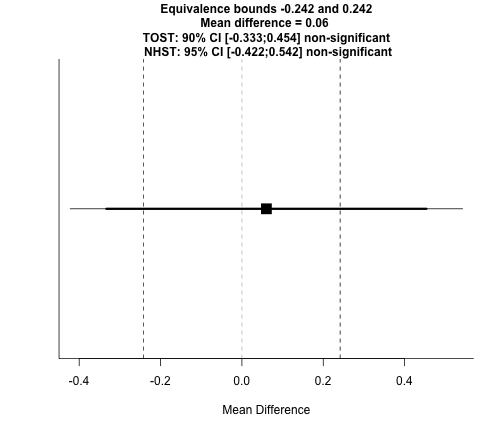 Equivalence bounds -0.242 and 0.242
Mean difference = 0.06
TOST: 90% CI [-0.333;0.454] non-significant
NHST: 95% CI [-0.422;0.542] non-significant
-0.4 -0.2 0.0 0.2 0.4
Mean Difference